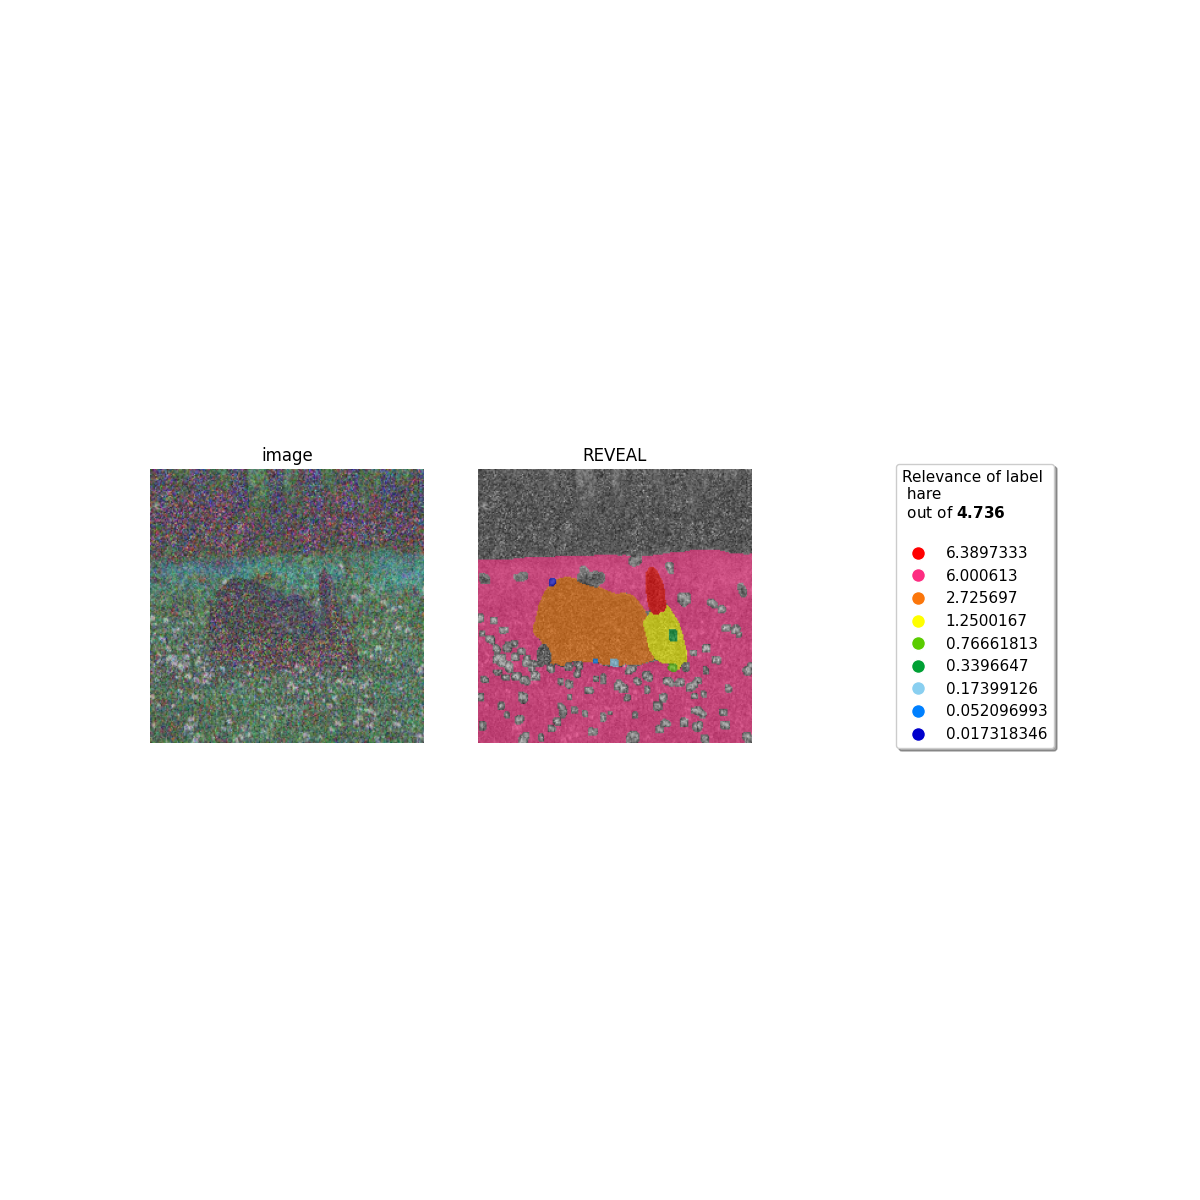 image
REVEAL
Relevance of label
hare
out of 4.736
6.3897333
6.000613
2.725697
1.2500167
0.76661813
0.3396647
0.17399126
0.052096993
0.017318346